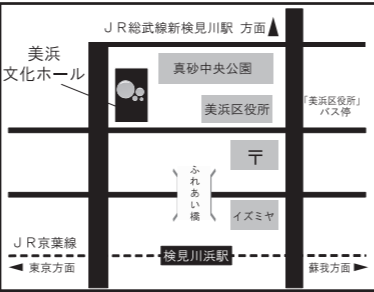 JR総武線新検見川駅 方面
美浜
文化ホール
真砂中央公園
美浜区役所
「美浜区役所」
バス停
〒
ふれあい橋
イズミヤ
JR京葉線
検見川浜駅
東京方面
蘇我方面